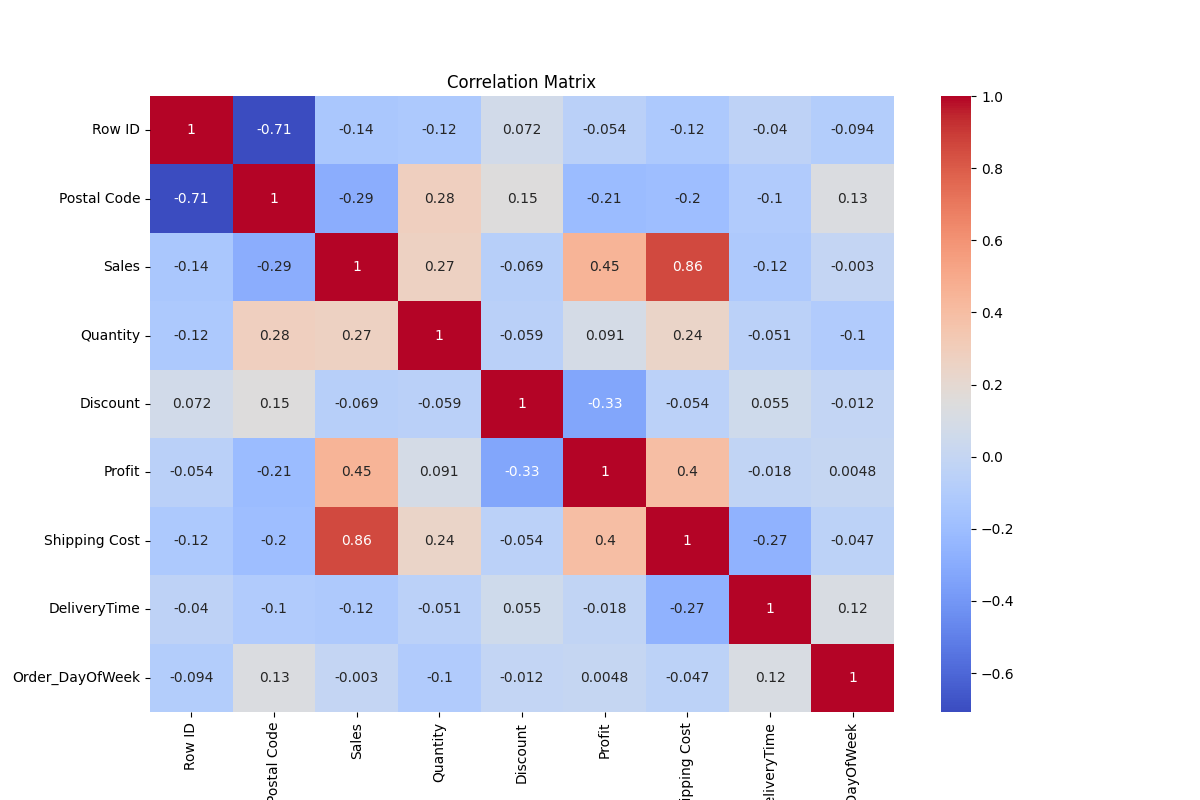 Correlation Matrix
Row ID 1 -0.71 -0.14 -0.12 0.072 -0.054 -0.12 -0.04 -0.094
Postal Code -0.71 1 -0.29 0.28 0.15 -0.21 -0.2 -0.1 0.13
Sales -0.14 -0.29 1 0.27 -0.069 0.45 0.86 -0.12 -0.003
Quantity -0.12 0.28 0.27 1 -0.059 0.091 0.24 -0.051 -0.1
Discount 0.072 0.15 -0.069 -0.059 1 -0.33 -0.054 0.055 -0.012
Profit -0.054 -0.21 0.45 0.091 -0.33 1 0.4 -0.018 0.0048
Shipping Cost -0.12 -0.2 0.86 0.24 -0.054 0.4 1 -0.27 -0.047
DeliveryTime -0.04 -0.1 -0.12 -0.051 0.055 -0.018 -0.27 1 0.12
Order_DayOfWeek -0.094 0.13 -0.003 -0.1 -0.012 0.0048 -0.047 0.12 1
Row ID
Postal Code
Sales
Quantity
Discount
Profit
ipping Cost
eliveryTime
DayOfWeek
1.0
0.8
0.6
0.4
0.2
0.0
−0.2
−0.4
−0.6